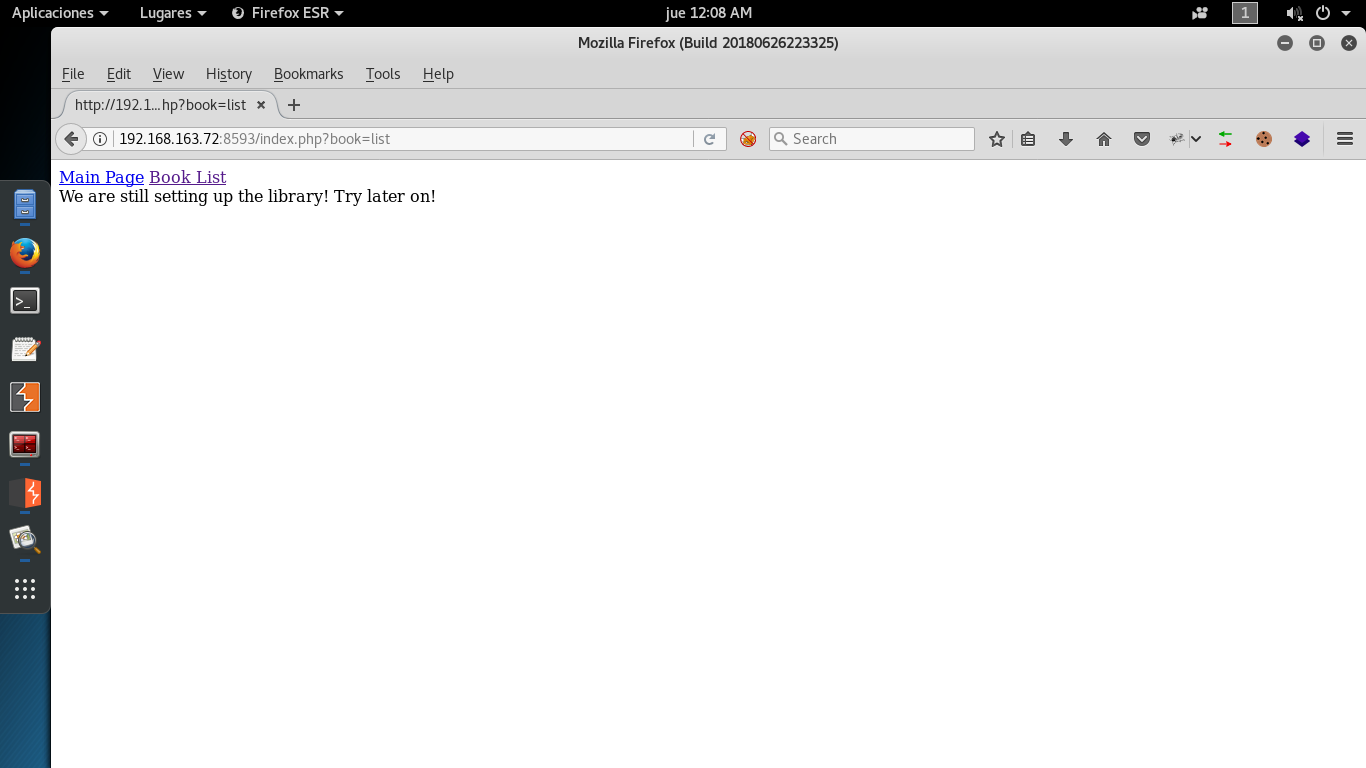 Aplicaciones Lugares Firefox ESR jue 12:08 AM 1
Mozilla Firefox (Build 20180626223325)
File Edit View History Bookmarks Tools Help
http://192.1...hp?book=list
192.168.163.72:8593/index.php?book=list Search
Main Page Book List
We are still setting up the library! Try later on!